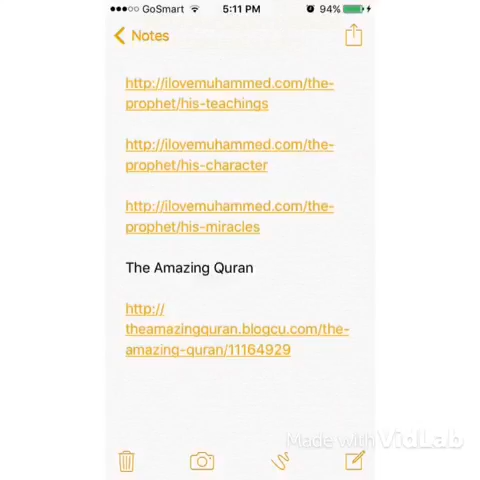 GoSmart 5:11 PM 94%
Notes
http://ilovemuhammed.com/the-
prophet/his-teachings
http://ilovemuhammed.com/the-
prophet/his-character
http://ilovemuhammed.com/the-
prophet/his-miracles
The Amazing Quran
http://
theamazingquran.blogcu.com/the-
amazing-quran/11164929
Made with VidLab